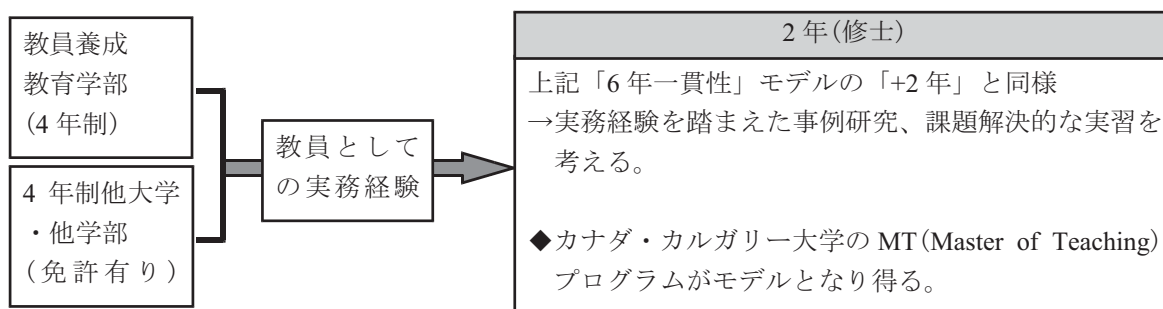 教員養成
教育学部
(4年制)
4 年制他大学
・他学部
(免許有り)
教員として
の実務経験
2年(修士)
上記「6年一貫性」モデルの「+2年」と同様
→実務経験を踏まえた事例研究、課題解決的な実習を
考える。
◆カナダ・カルガリー大学の MT(Master of Teaching)
プログラムがモデルとなり得る。